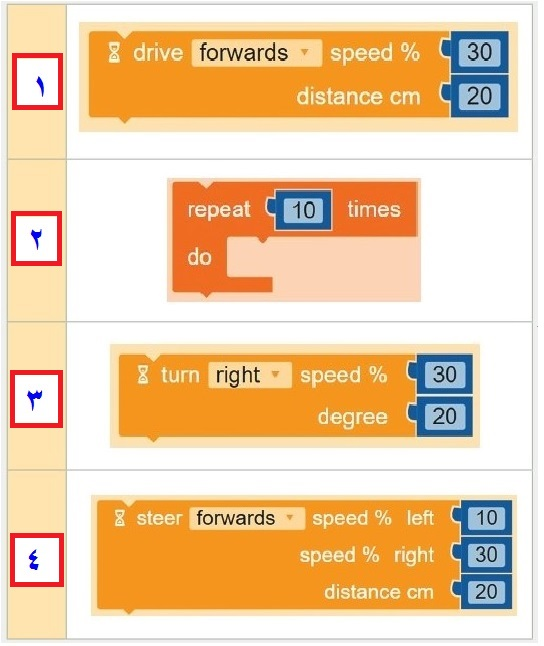 ١
drive forwards speed % 30
distance cm 20
٢
repeat 10 times
do
٣
turn right speed % 30
degree 20
٤
steer forwards speed % left 10
speed % right 30
distance cm 20